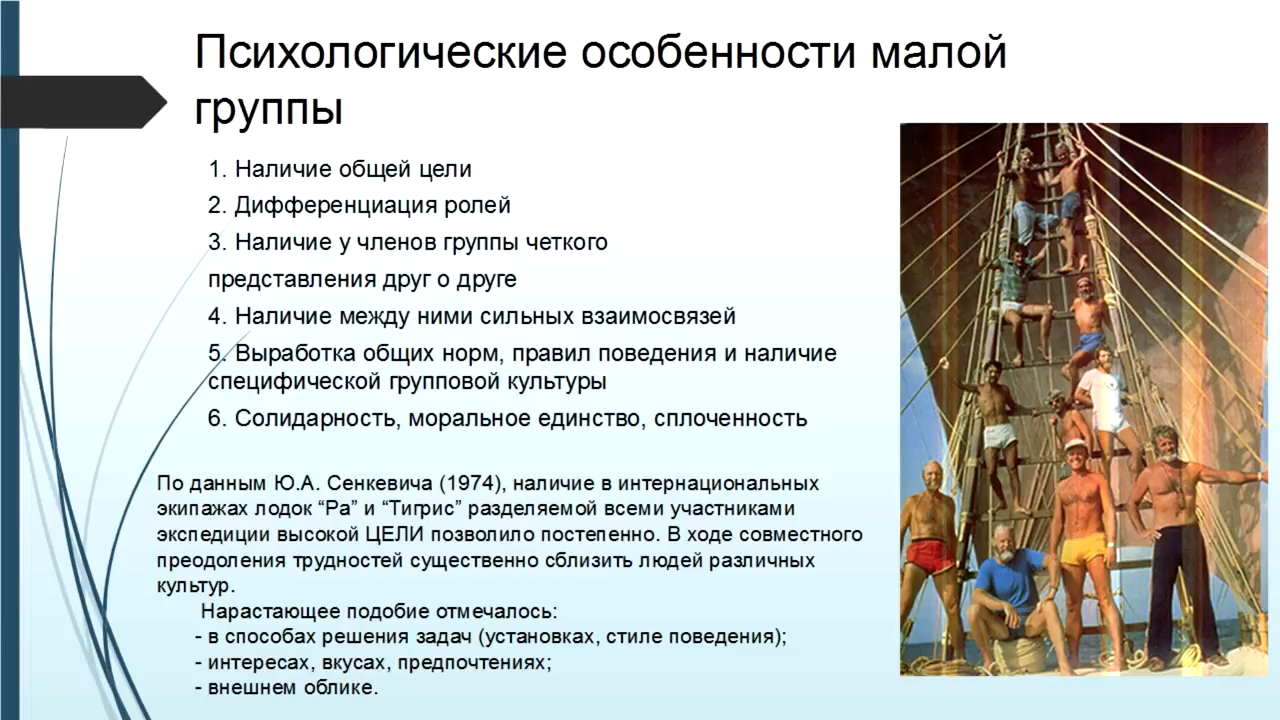 Психологические особенности малой
группы
1. Наличие общей цели
2. Дифференциация ролей
3. Наличие у членов группы четкого
представления друг о друге
4. Наличие между ними сильных взаимосвязей
5. Выработка общих норм, правил поведения и наличие
специфической групповой культуры
6. Солидарность, моральное единство, сплоченность
По данным Ю.А. Сенкевича (1974), наличие в интернациональных
экипажах лодок “Ра” и “Тигрис” разделяемой всеми участниками
экспедиции высокой ЦЕЛИ позволило постепенно. В ходе совместного
преодоления трудностей существенно сблизить людей различных
культур.
Нарастающее подобие отмечалось:
- в способах решения задач (установках, стиле поведения);
- интересах, вкусах, предпочтениях;
- внешнем облике.